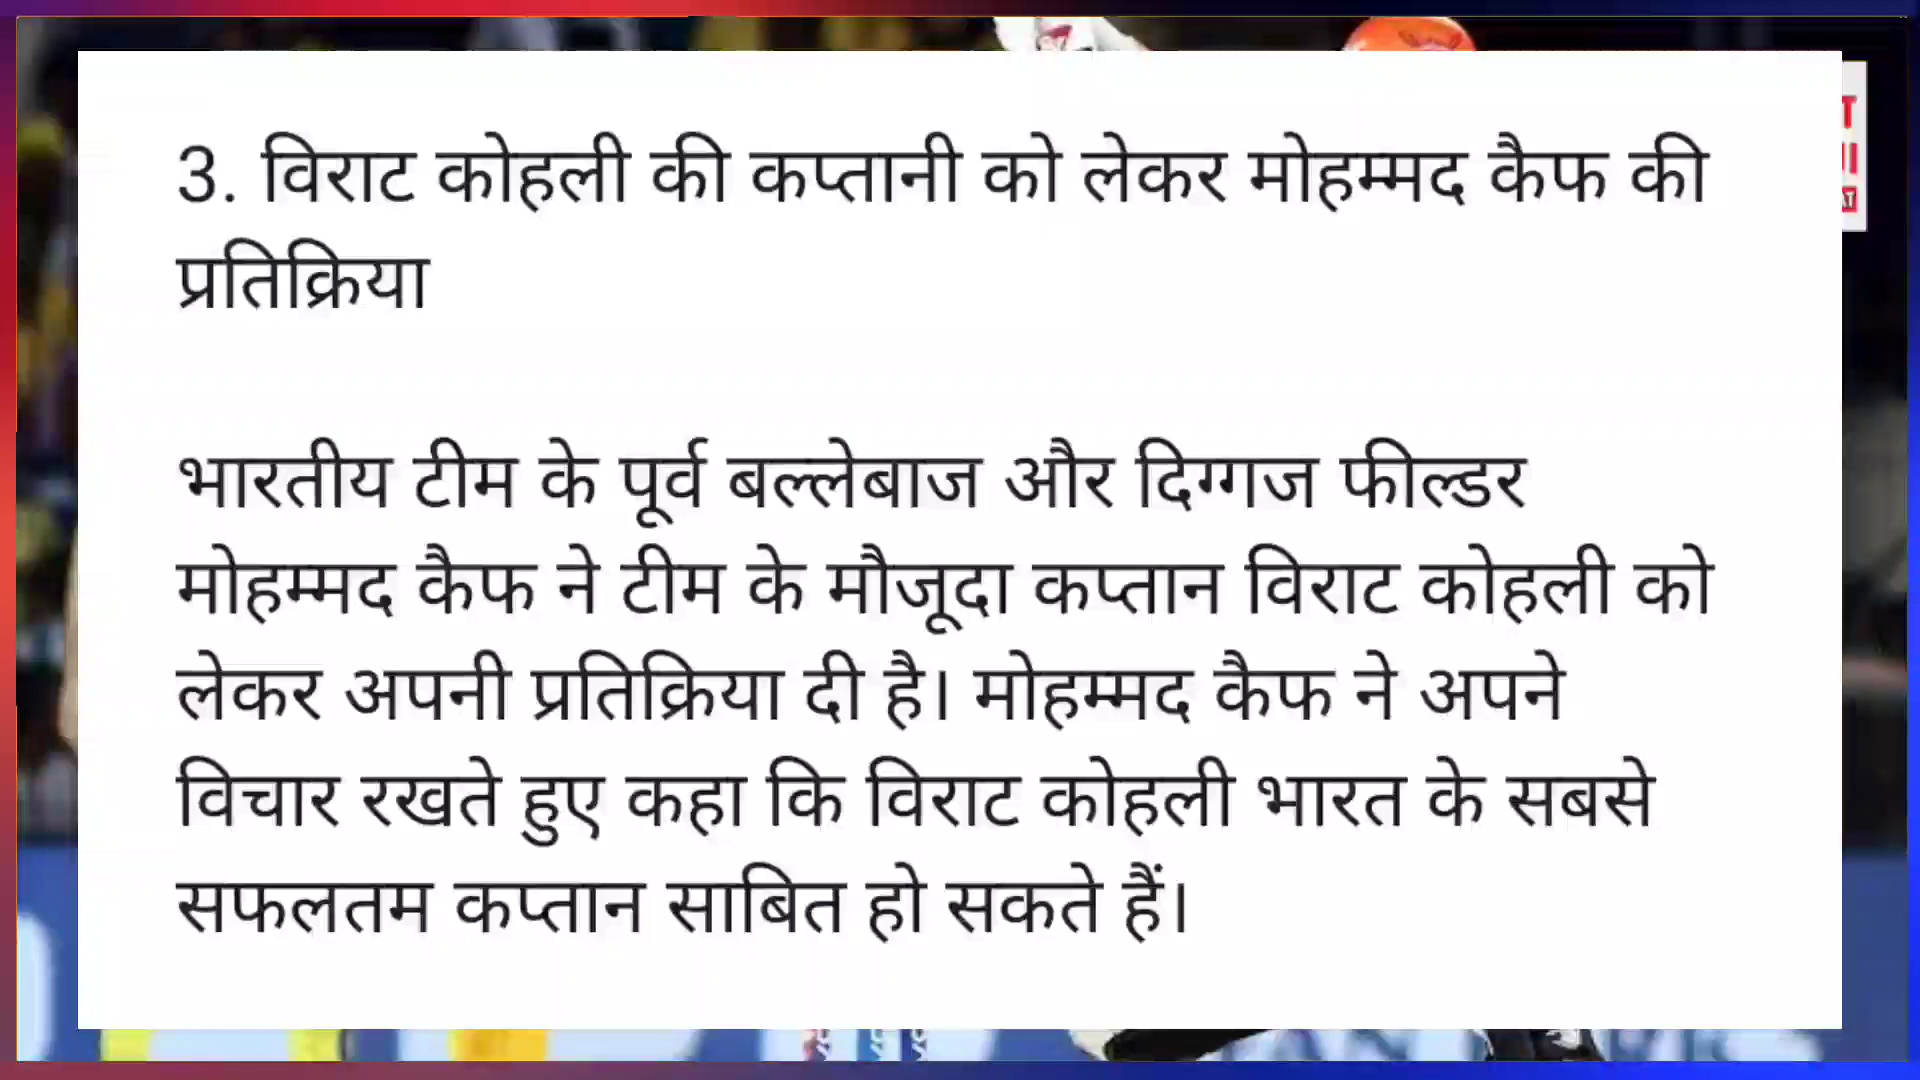 3. विराट कोहली की कप्तानी को लेकर मोहम्मद कैफ की
प्रतिक्रिया
भारतीय टीम के पूर्व बल्लेबाज और दिग्गज फील्डर
मोहम्मद कैफ ने टीम के मौजूदा कप्तान विराट कोहली को
लेकर अपनी प्रतिक्रिया दी है। मोहम्मद कैफ ने अपने
विचार रखते हुए कहा कि विराट कोहली भारत के सबसे
सफलतम कप्तान साबित हो सकते हैं।